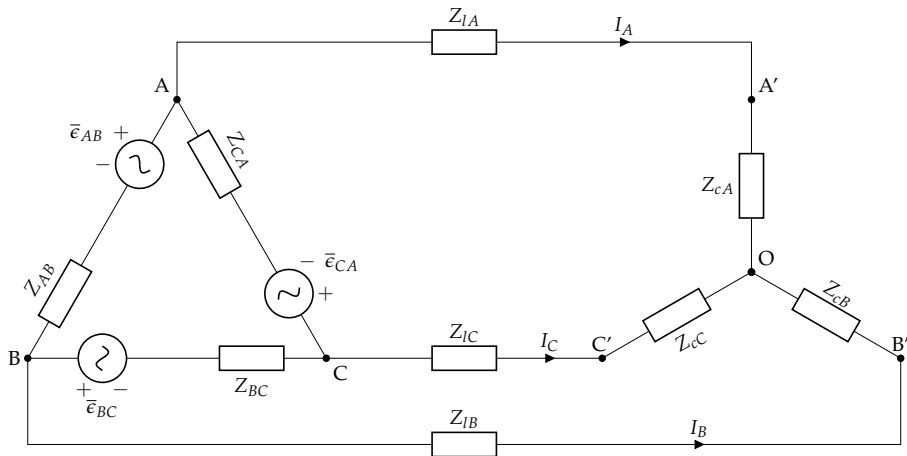 Z_{lA}
I_A
A
A'
ε̅_{AB} + −
Z_{CA}
Z_{cA}
O
Z_{AB}
− ε̅_{CA} +
Z_{cB}
Z_{lC}
I_C
C'
Z_{cC}
B
C
B'
+ − ε̅_{BC}
Z_{BC}
Z_{lB}
I_B